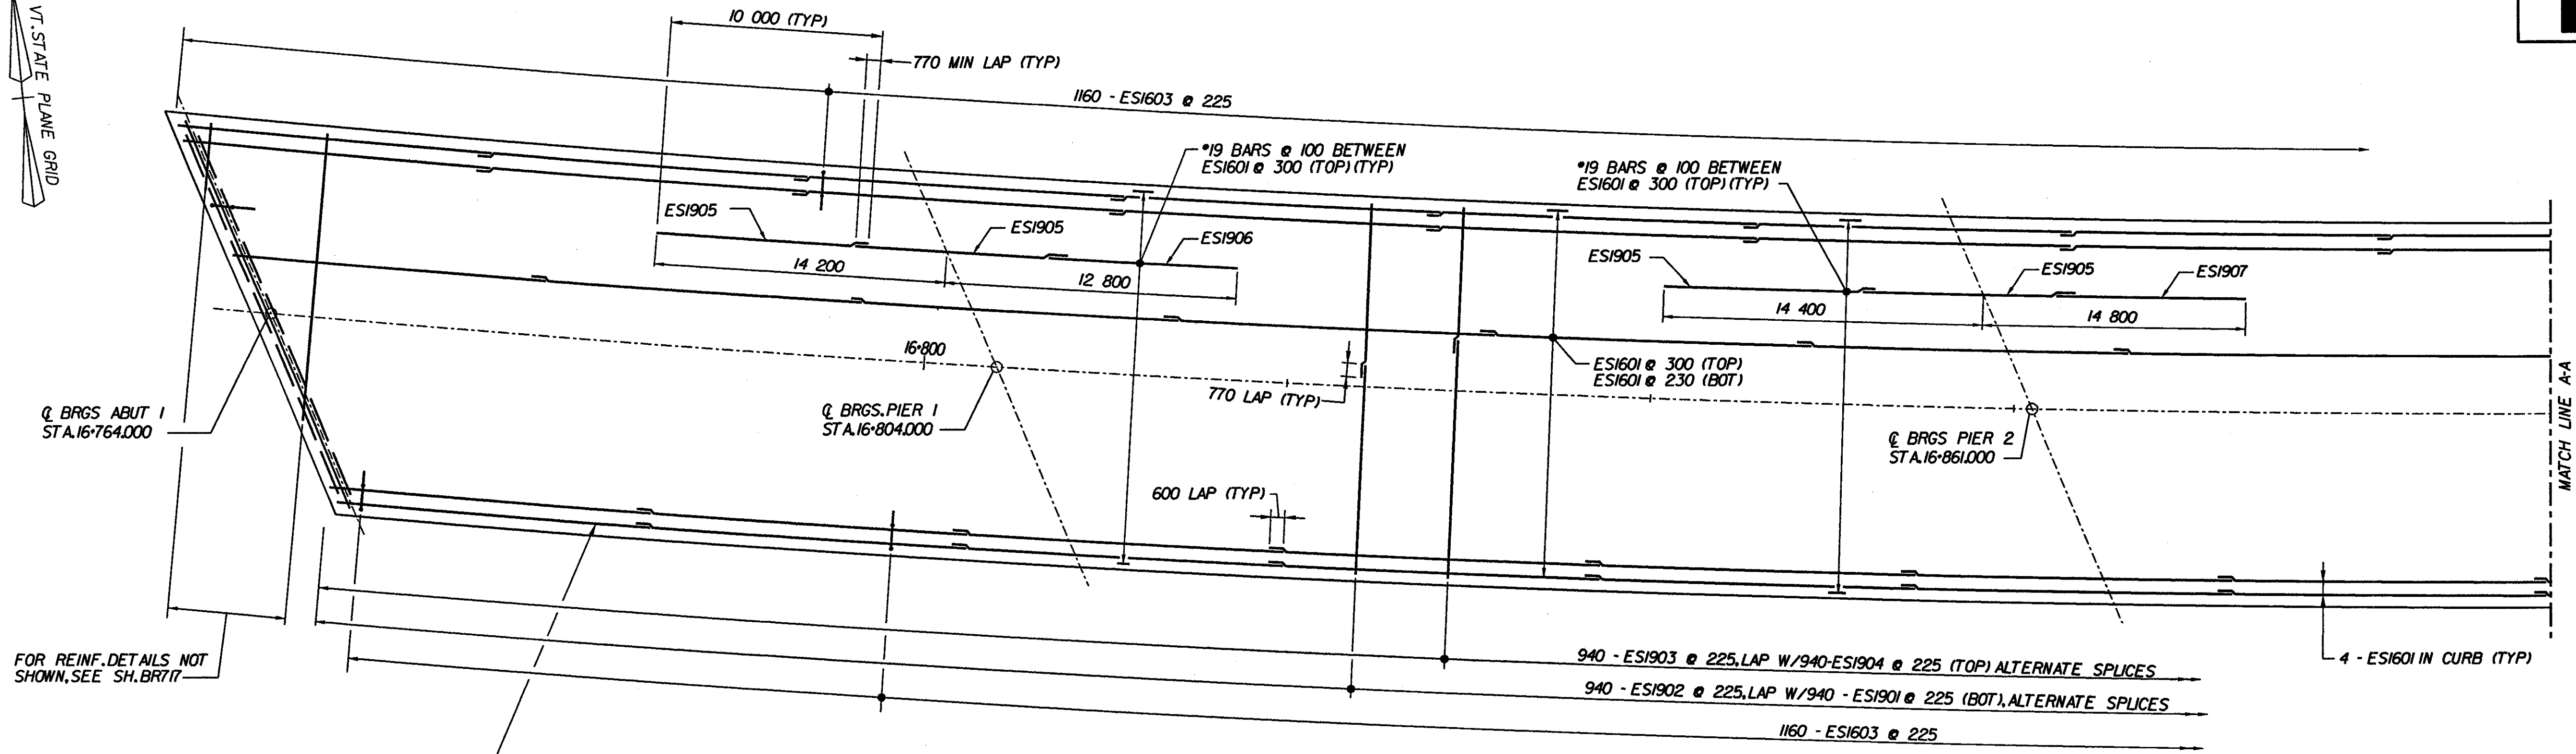 VT. STATE PLANE GRID
10 000 (TYP)
770 MIN LAP (TYP)
1160 - ES1603 @ 225
#19 BARS @ 100 BETWEEN
ES1601 @ 300 (TOP) (TYP)
#19 BARS @ 100 BETWEEN
ES1601 @ 300 (TOP) (TYP)
ES1905
ES1905
ES1906
14 200
12 800
ES1905
ES1905
ES1907
14 400
14 800
16+800
ES1601 @ 300 (TOP)
ES1601 @ 230 (BOT)
770 LAP (TYP)
℄ BRGS ABUT 1
STA. 16+764.000
℄ BRGS. PIER 1
STA. 16+804.000
℄ BRGS PIER 2
STA. 16+861.000
MATCH LINE A-A
600 LAP (TYP)
FOR REINF. DETAILS NOT
SHOWN, SEE SH. BR717
940 - ES1903 @ 225, LAP W/940-ES1904 @ 225 (TOP) ALTERNATE SPLICES
4 - ES1601 IN CURB (TYP)
940 - ES1902 @ 225, LAP W/940 - ES1901 @ 225 (BOT), ALTERNATE SPLICES
1160 - ES1603 @ 225